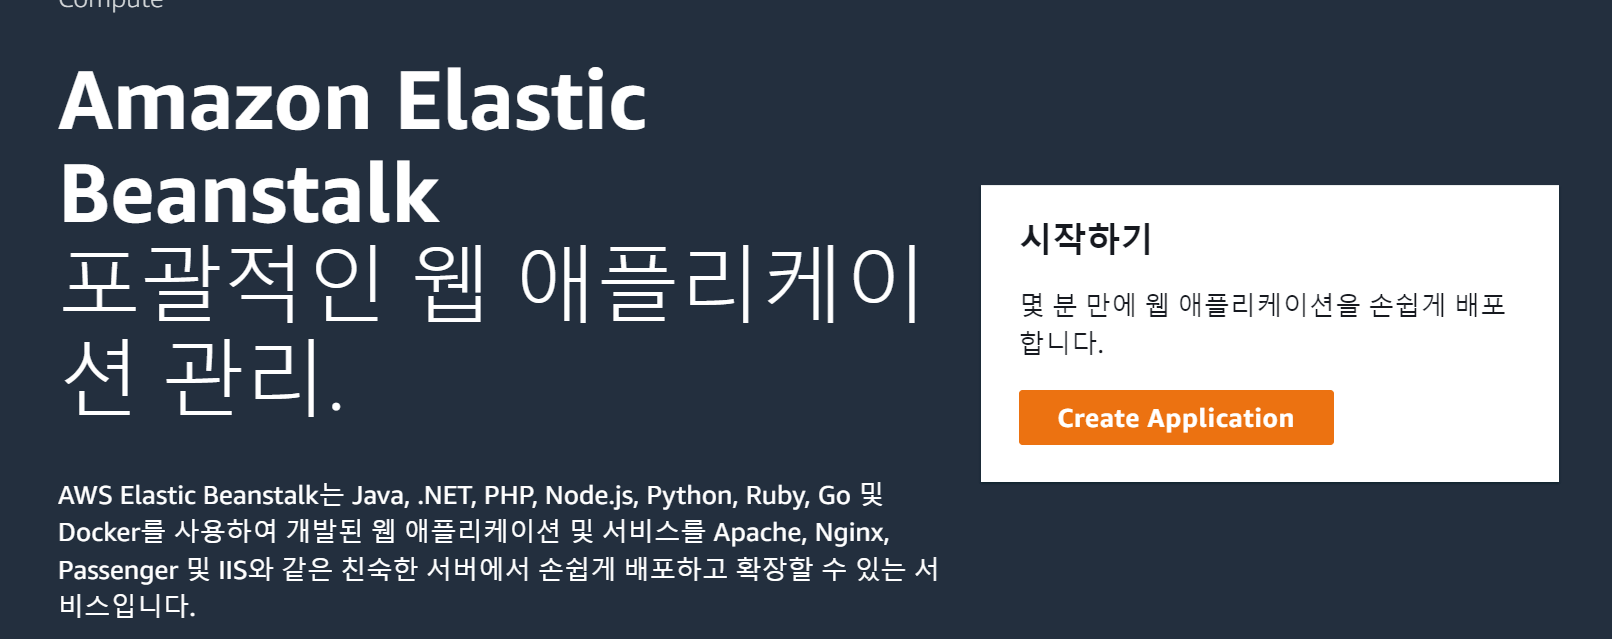 Compute
Amazon Elastic
Beanstalk
포괄적인 웹 애플리케이
션 관리.
AWS Elastic Beanstalk는 Java, .NET, PHP, Node.js, Python, Ruby, Go 및
Docker를 사용하여 개발된 웹 애플리케이션 및 서비스를 Apache, Nginx,
Passenger 및 IIS와 같은 친숙한 서버에서 손쉽게 배포하고 확장할 수 있는 서
비스입니다.
시작하기
몇 분 만에 웹 애플리케이션을 손쉽게 배포
합니다.
Create Application